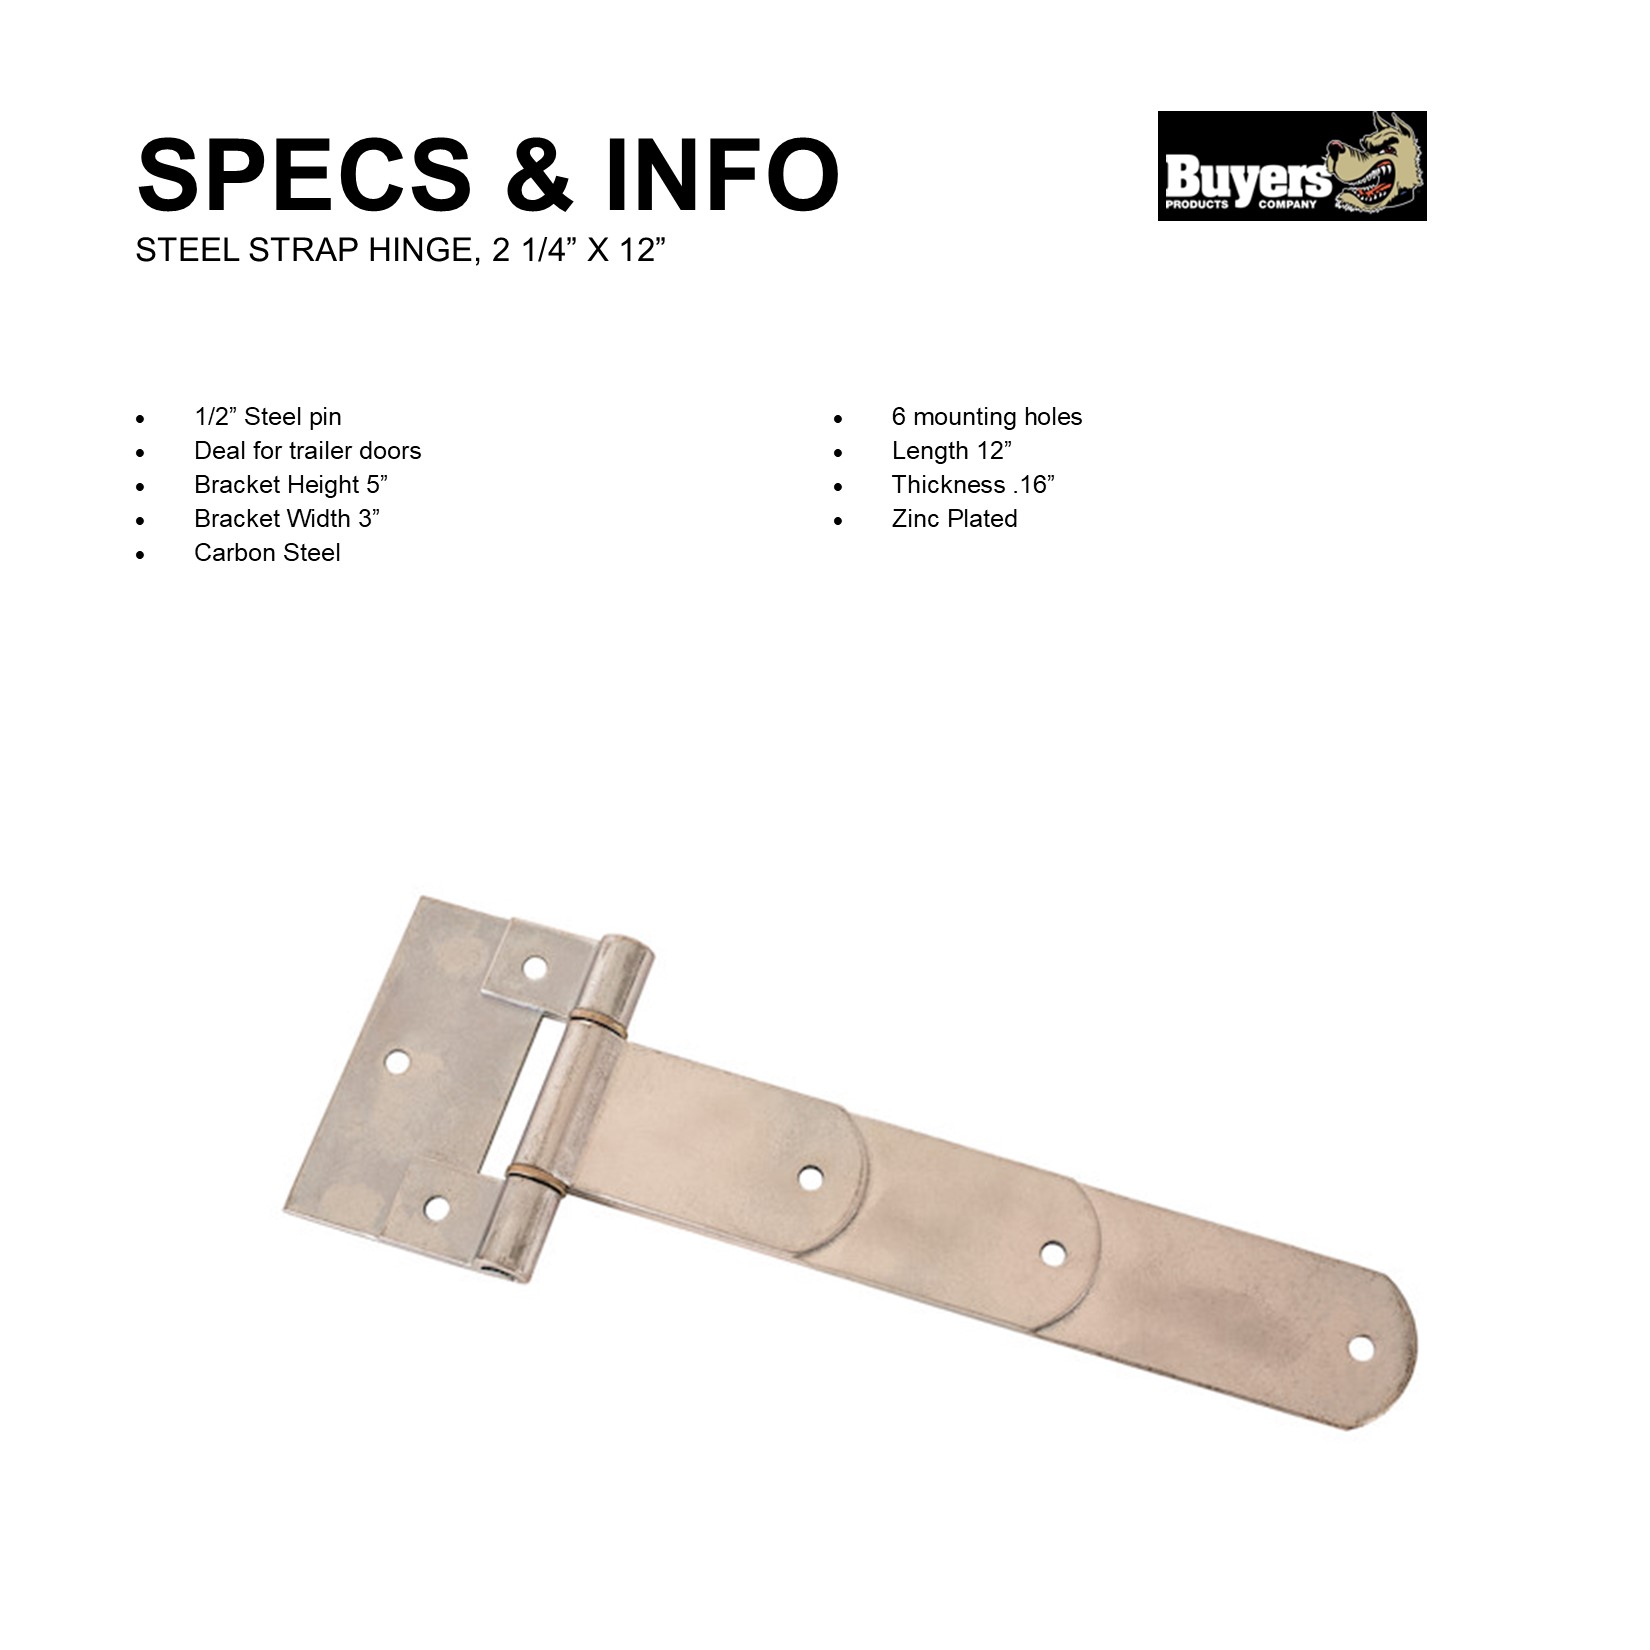 SPECS & INFO
STEEL STRAP HINGE, 2 1/4” X 12”
Buyers
PRODUCTS COMPANY
• 1/2” Steel pin
• Deal for trailer doors
• Bracket Height 5”
• Bracket Width 3”
• Carbon Steel
• 6 mounting holes
• Length 12”
• Thickness .16”
• Zinc Plated